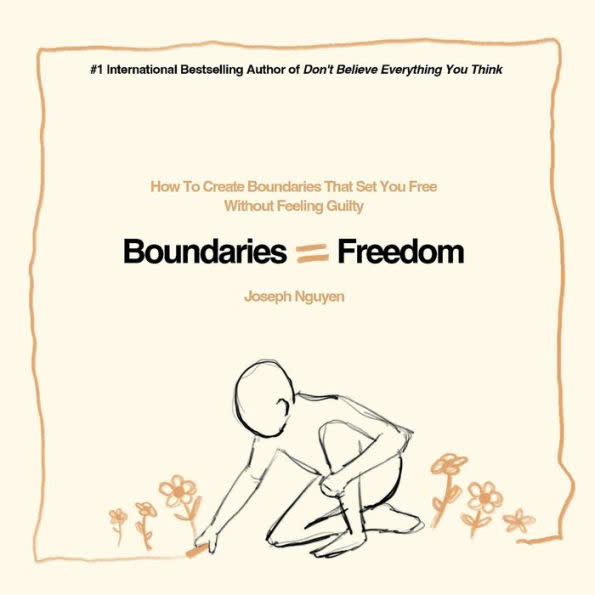 #1 International Bestselling Author of Don't Believe Everything You Think
How To Create Boundaries That Set You Free
Without Feeling Guilty
Boundaries = Freedom
Joseph Nguyen